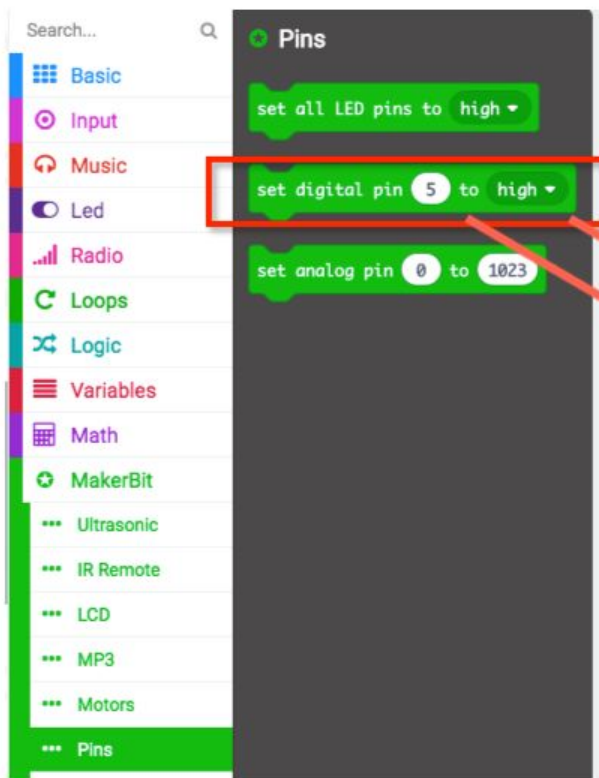 Search...
Basic
Input
Music
Led
Radio
Loops
Logic
Variables
Math
MakerBit
Ultrasonic
IR Remote
LCD
MP3
Motors
Pins
Pins
set all LED pins to high
set digital pin 5 to high
set analog pin 0 to 1023